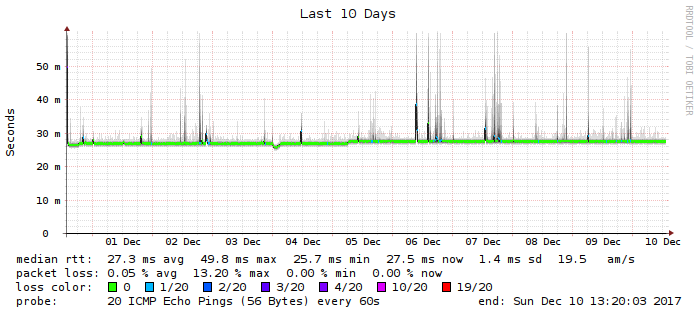 Last 10 Days
RRDTOOL / TOBI OETIKER
Seconds
50 m
40 m
30 m
20 m
10 m
0
01 Dec 02 Dec 03 Dec 04 Dec 05 Dec 06 Dec 07 Dec 08 Dec 09 Dec 10 Dec
median rtt: 27.3 ms avg 49.8 ms max 25.7 ms min 27.5 ms now 1.4 ms sd 19.5 am/s
packet loss: 0.05 % avg 13.20 % max 0.00 % min 0.00 % now
loss color: 0 1/20 2/20 3/20 4/20 10/20 19/20
probe: 20 ICMP Echo Pings (56 Bytes) every 60s end: Sun Dec 10 13:20:03 2017